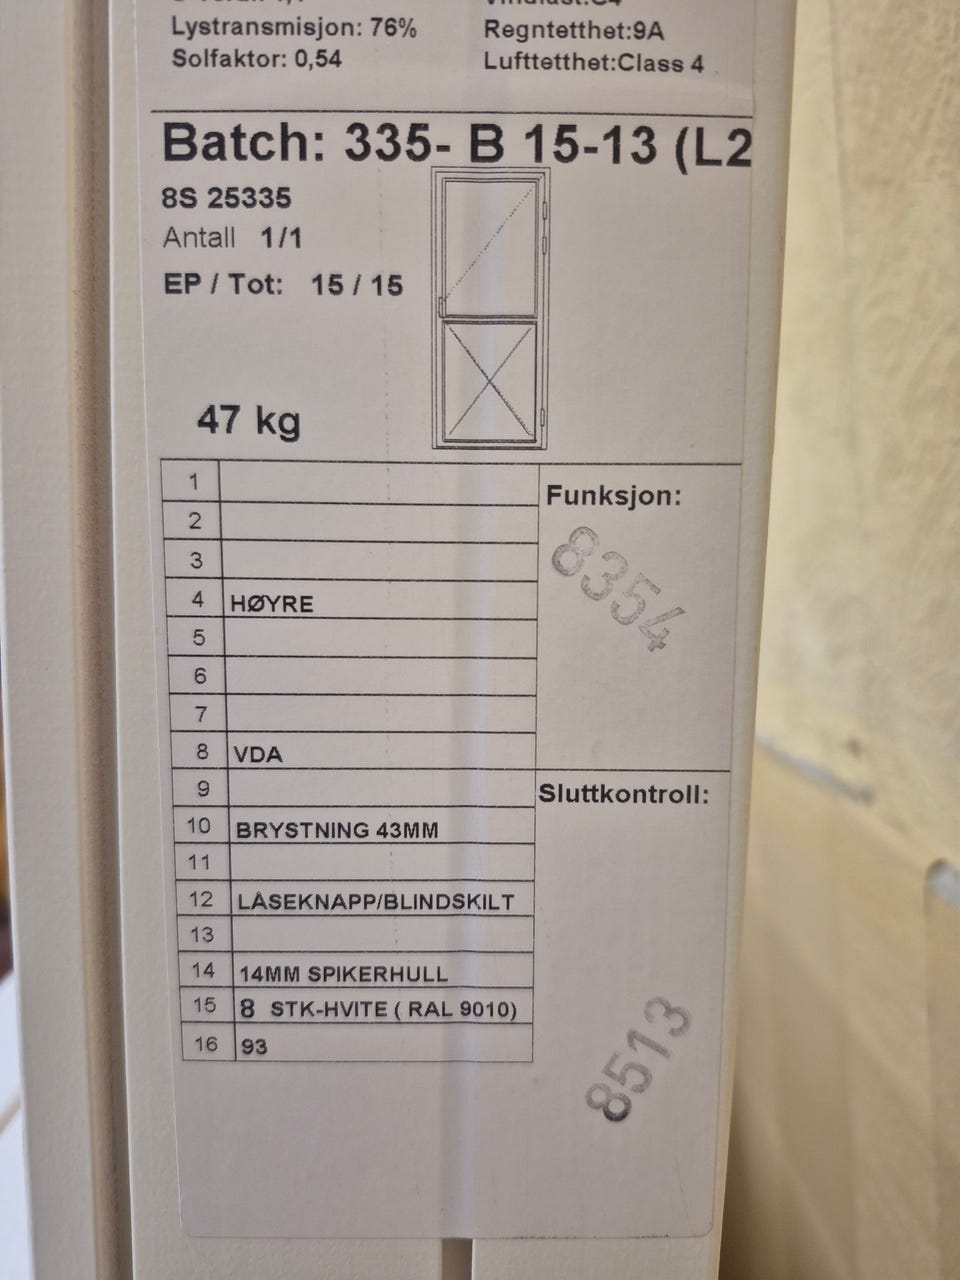 Lystransmisjon: 76%
Solfaktor: 0,54
Regntetthet:9A
Lufttetthet:Class 4
Batch: 335- B 15-13 (L2
8S 25335
Antall 1/1
EP / Tot: 15 / 15
47 kg
1
2
3
4 HØYRE
5
6
7
8 VDA
9
10 BRYSTNING 43MM
11
12 LÅSEKNAPP/BLINDSKILT
13
14 14MM SPIKERHULL
15 8 STK-HVITE ( RAL 9010)
16 93
Funksjon:
8354
Sluttkontroll:
8513